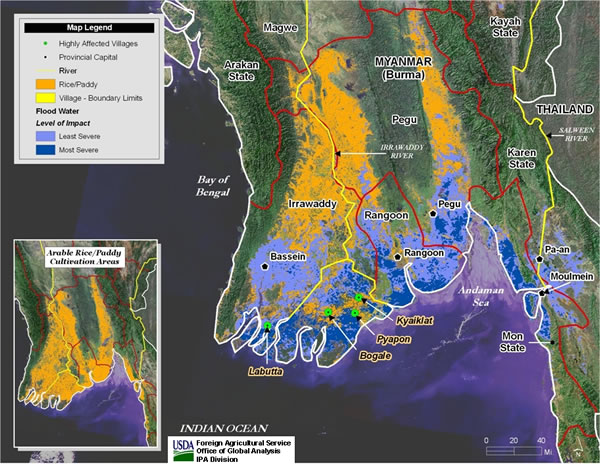 Map Legend
Highly Affected Villages
Provincial Capital
River
Rice/Paddy
Village - Boundary Limits
Flood Water
Level of Impact
Least Severe
Most Severe
Magwe
Kayah
State
Arakan
State
MYANMAR
(Burma)
THAILAND
Pegu
SALWEEN
RIVER
Karen
State
IRRAWADDY
RIVER
Bay of
Bengal
Irrawaddy
Rangoon
Pegu
Bassein
Rangoon
Pa-an
Moulmein
Andaman
Sea
Kyaiklat
Pyapon
Bogale
Labutta
Mon
State
Arable Rice/Paddy
Cultivation Areas
INDIAN OCEAN
USDA
Foreign Agricultural Service
Office of Global Analysis
IPA Division
0 20 40
Mi